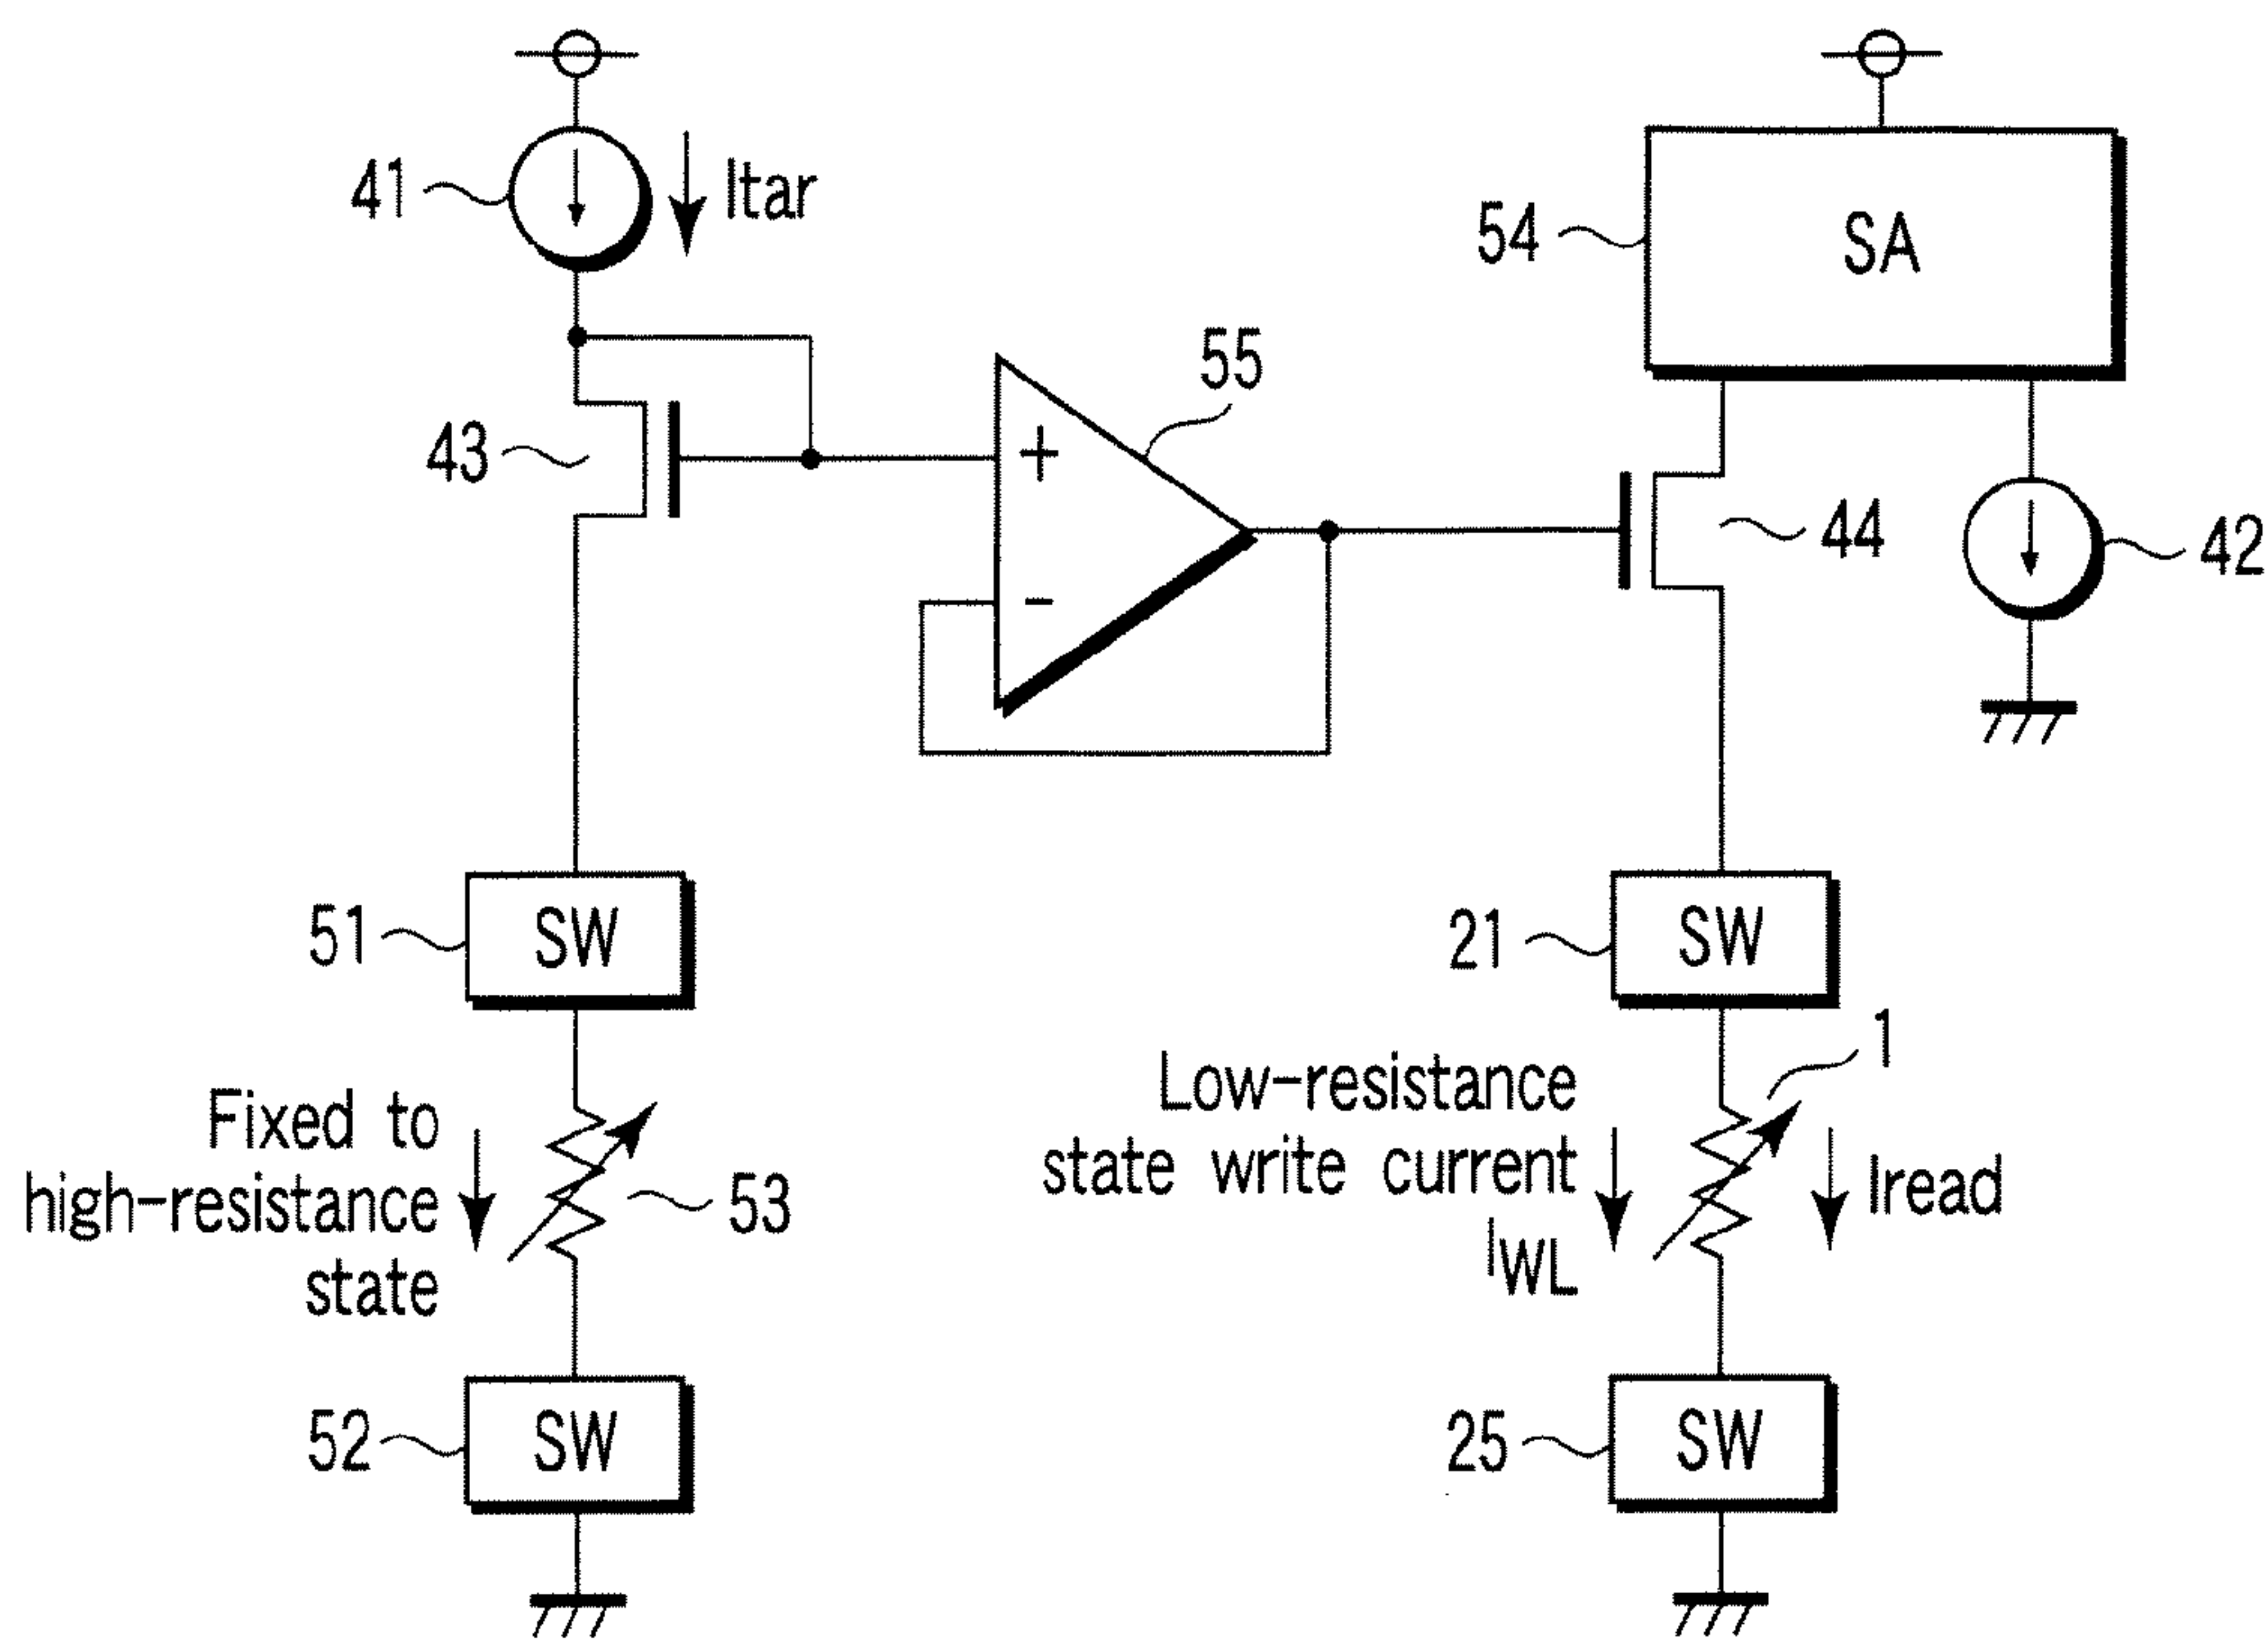 41
Itar
54
SA
55
43
+
-
44
42
51
SW
21
SW
1
Fixed to
high-resistance
state
53
Low-resistance
state write current
IWL
Iread
52
SW
25
SW